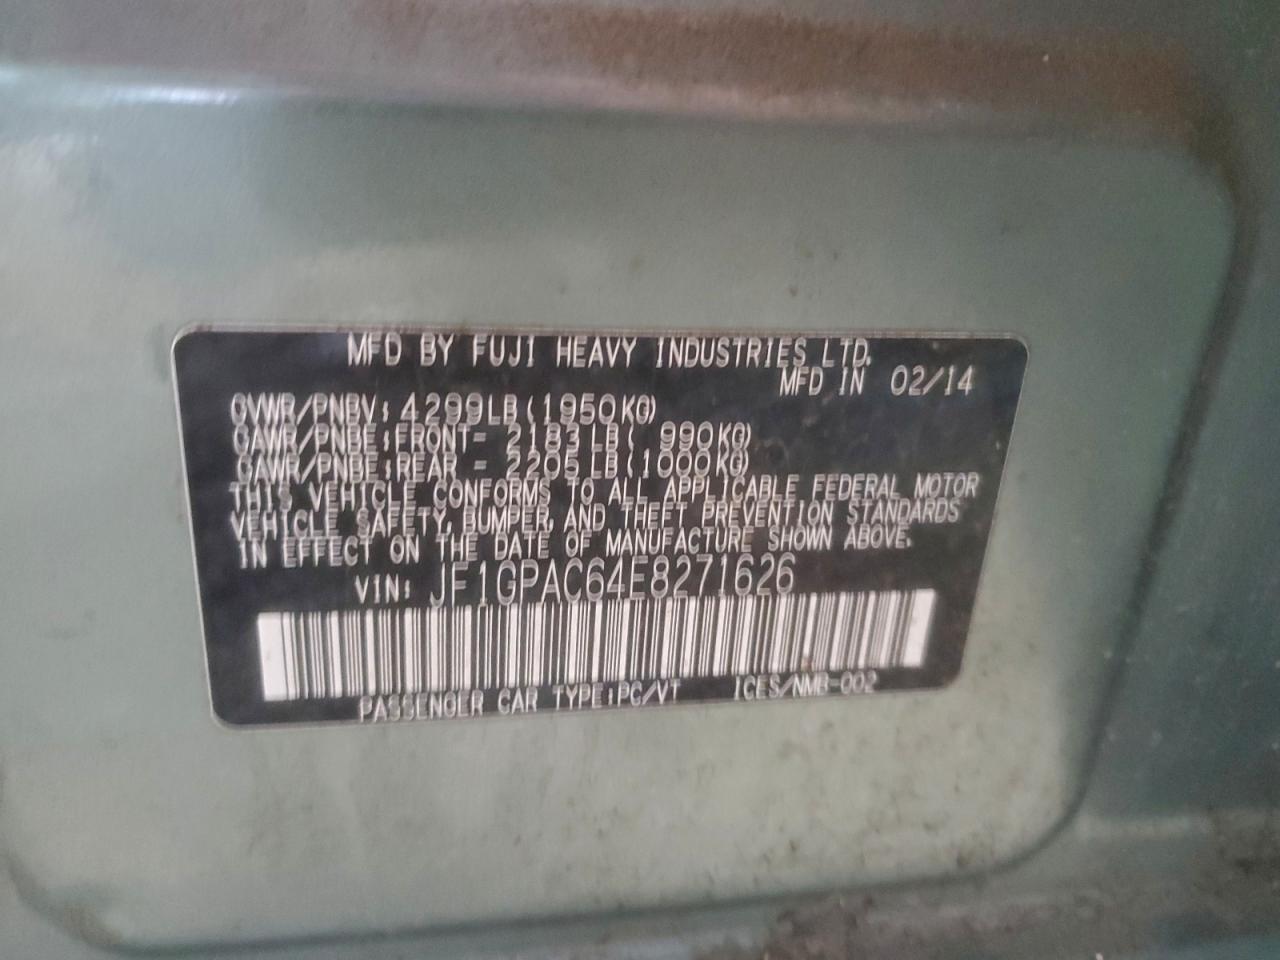 MFD BY FUJI HEAVY INDUSTRIES LTD.
MFD IN 02/14
GVWR/PNBV: 4299LB (1950KG)
GAWR/PNBE:FRONT= 2183LB( 990KG)
GAWR/PNBE:REAR = 2205LB(1000KG)
THIS VEHICLE CONFORMS TO ALL APPLICABLE FEDERAL MOTOR
VEHICLE SAFETY, BUMPER, AND THEFT PREVENTION STANDARDS
IN EFFECT ON THE DATE OF MANUFACTURE SHOWN ABOVE.
VIN: JF1GPAC64E8271626
PASSENGER CAR TYPE:PC/VT ICES/NMB-002